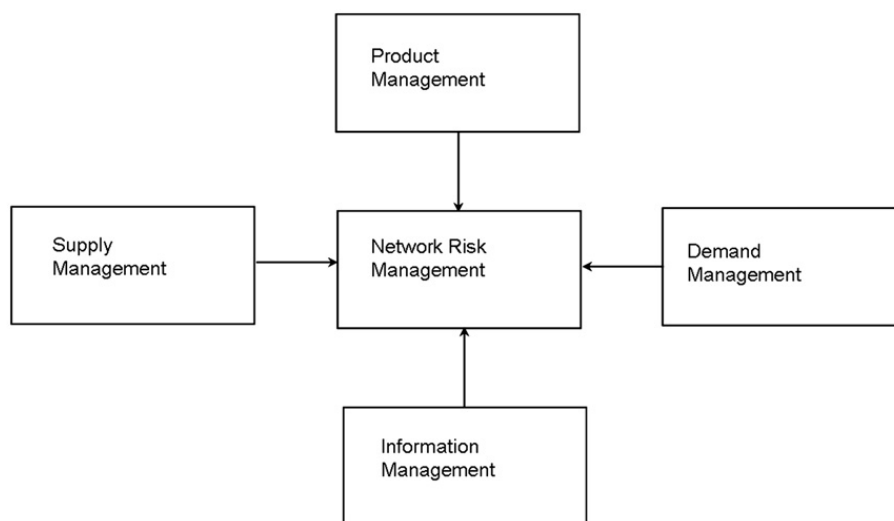 Product
Management
Supply
Management
Network Risk
Management
Demand
Management
Information
Management